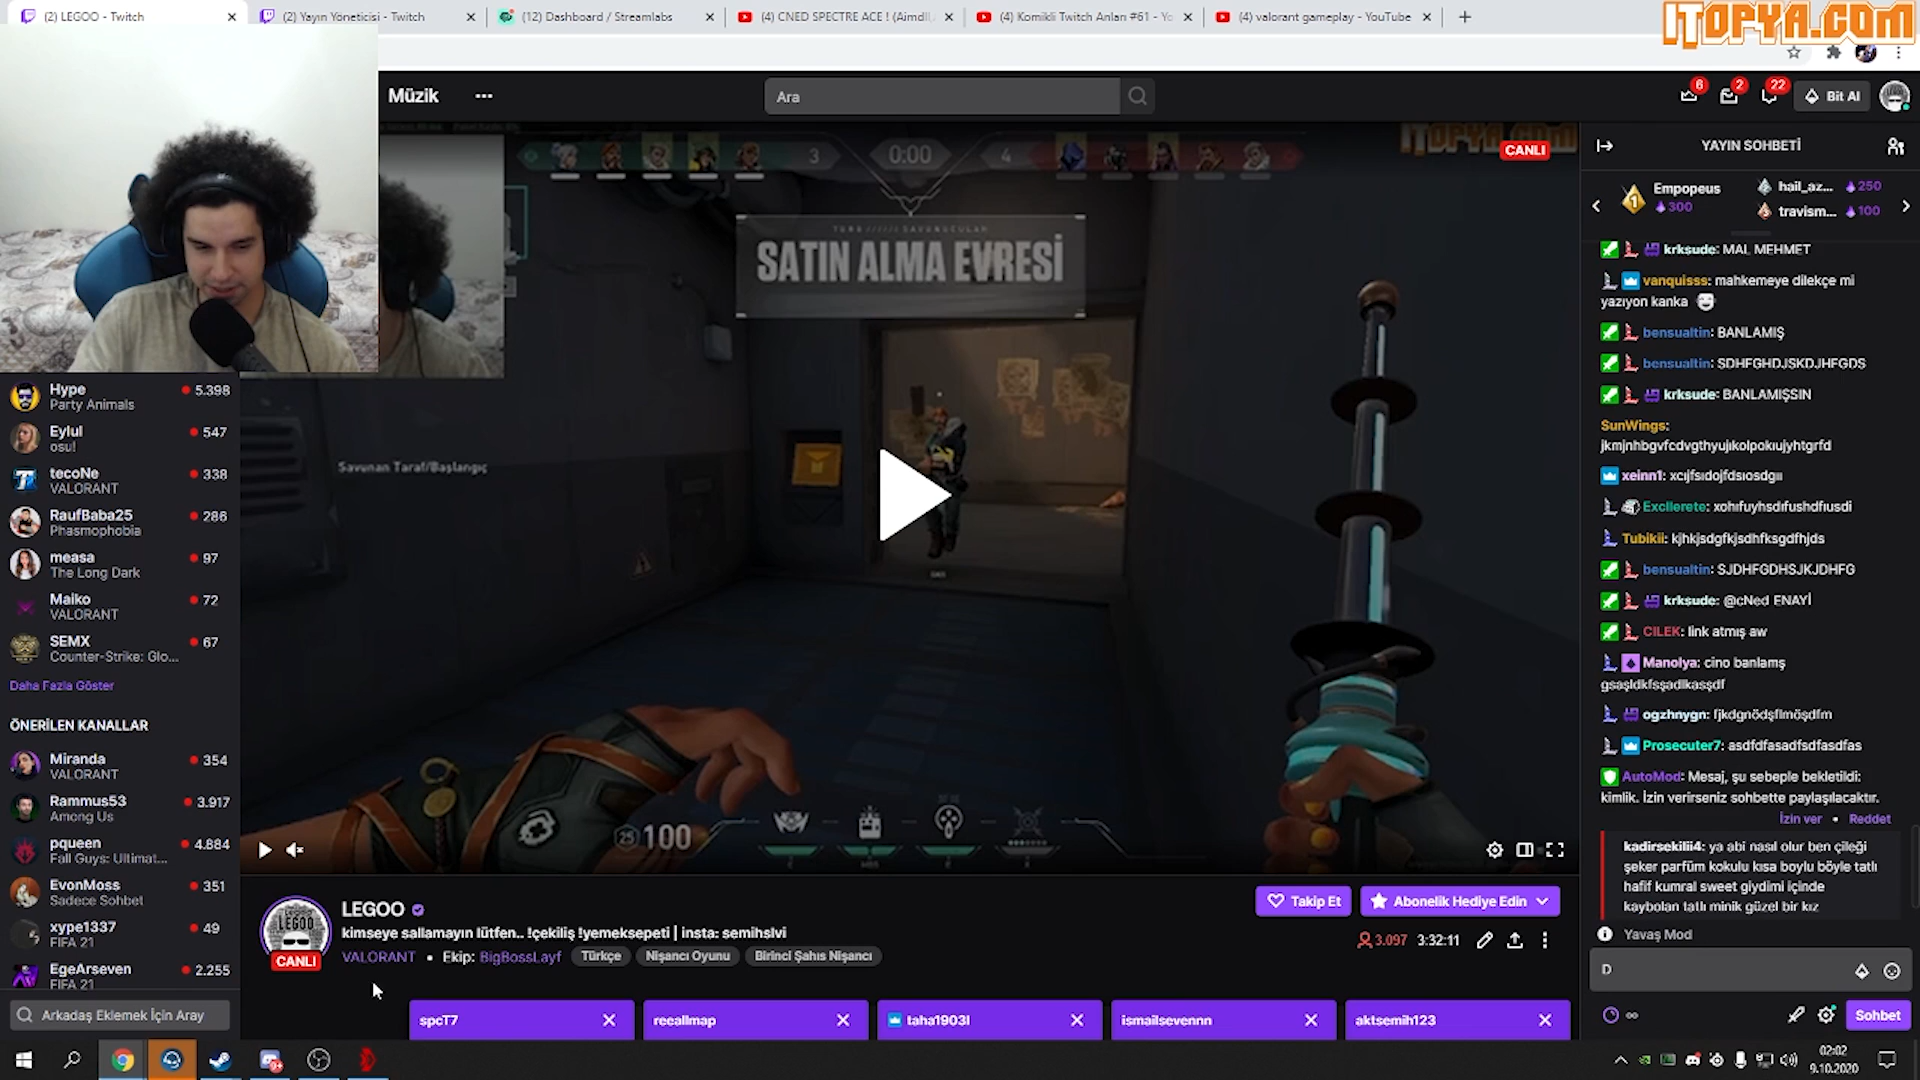 (2) LEGOO - Twitch
(2) Yayın Yöneticisi - Twitch
(12) Dashboard / Streamlabs
(4) CNED SPECTRE ACE ! (Aimdll,
(4) Komikli Twitch Anları #61 - Yo
(4) valorant gameplay - YouTube
ITOPYA.COM
Müzik
Ara
6
2
22
Bit Al
3
0:00
4
CANLI
SATIN ALMA EVRESİ
Savunan Taraf/Başlangıç
25
100
Hype
5.398
Party Animals
Eylul
547
osu!
tecoNe
338
VALORANT
RaufBaba25
286
Phasmophobia
measa
97
The Long Dark
Maiko
72
VALORANT
SEMX
67
Counter-Strike: Glo...
Daha Fazla Göster
ÖNERİLEN KANALLAR
Miranda
354
VALORANT
Rammus53
3.917
Among Us
pqueen
4.884
Fall Guys: Ultimat...
EvonMoss
351
Sadece Sohbet
xype1337
49
FIFA 21
EgeArseven
2.255
FIFA 21
Arkadaş Eklemek İçin Aray
LEGOO
CANLI
kimseye sallamayın lütfen.. !çekiliş !yemeksepeti | insta: semihslvi
VALORANT • Ekip: BigBossLayf Türkçe Nişancı Oyunu Birinci Şahıs Nişancı
Takip Et
Abonelik Hediye Edin
3.097 3:32:11
spcT7
reeallmap
taha1903l
ismailsevennn
aktsemih123
YAYIN SOHBETİ
1
Empopeus
300
hail_az... 250
travism... 100
krksude: MAL MEHMET
vanquisss: mahkemeye dilekçe mi
yazıyon kanka
bensualtin: BANLAMIŞ
bensualtin: SDHFGHDJSKDJHFGDS
krksude: BANLAMIŞSIN
SunWings:
jkmjnhbgvfcdvgthyujıkolpokıujyhtgrfd
xeinn1: xcıjfsıdojfdsıosdgıı
Excllerete: xohıfuyhsdıfushdfıusdi
Tubikii: kjhkjsdgfkjsdhfksgdfhjds
bensualtin: SJDHFGDHSJKJDHFG
krksude: @cNed ENAYİ
CILEK: link atmış aw
Manolya: cino banlamş
gsaşldkfsşadlkasşdf
ogzhnygn: fjkdgnödşflmöşdfm
Prosecuter7: asdfdfasadfsdfasdfas
AutoMod: Mesaj, şu sebeple bekletildi:
kimlik. İzin verirseniz sohbette paylaşılacaktır.
İzin ver • Reddet
kadirsekilii4: ya abi nasıl olur ben çileği
şeker parfüm kokulu kısa boylu böyle tatlı
hafif kumral sweet giydimi içinde
kaybolan tatlı minik güzel bir kız
Yavaş Mod
D
Sohbet
02:02
9.10.2020